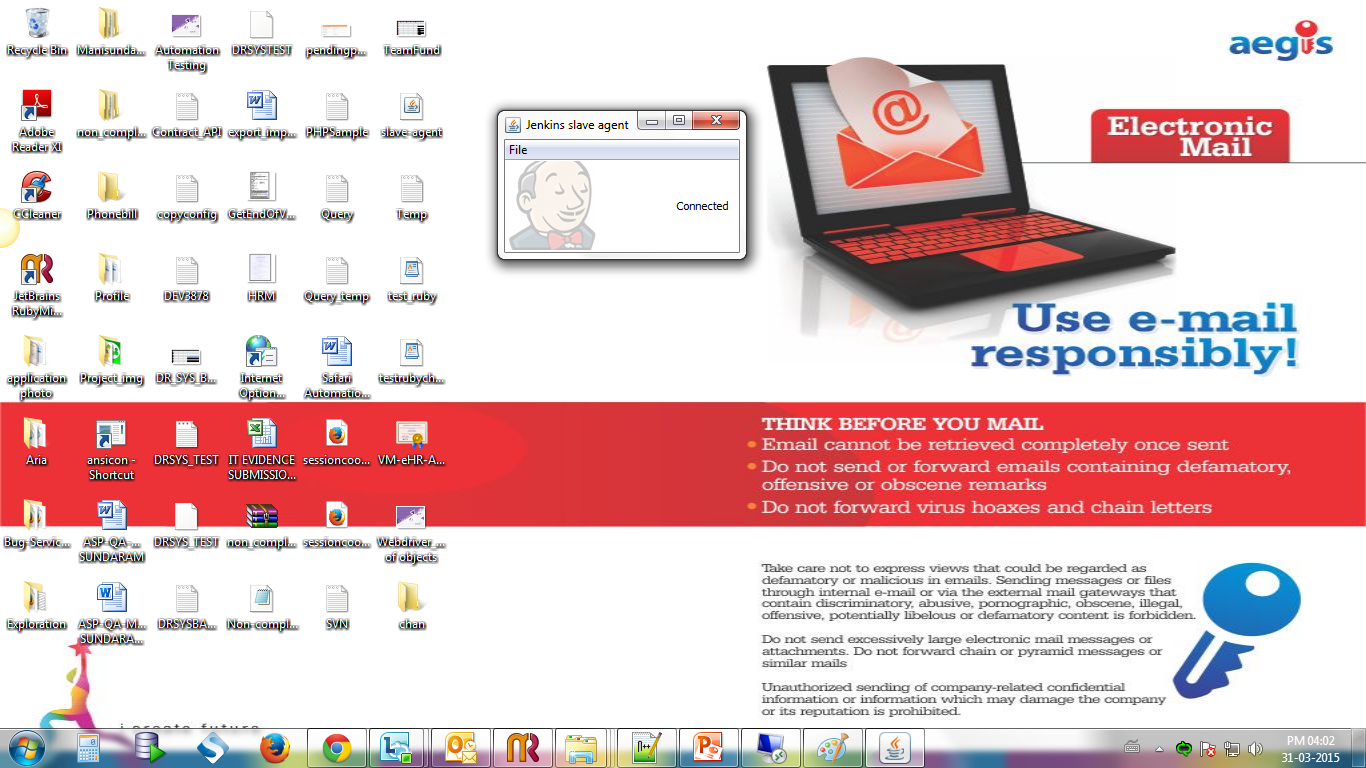 Recycle Bin
Manisunda...
Automation
Testing
DRSYSTEST
pendingp...
TeamFund
Adobe
Reader XI
non_compl...
Contract_API
export_imp...
PHPSample
slave-agent
CCleaner
Phonebill
copyconfig
GetEndOfV...
Query
Temp
JetBrains
RubyMi...
Profile
DEV3878
HRM
Query_temp
test_ruby
application
photo
Project_img
DR_SYS_B...
Internet
Option...
Safari
Automatio...
testrubych...
Aria
ansicon -
Shortcut
DRSYS_TEST
IT EVIDENCE
SUBMISSIO...
sessioncoo...
VM-eHR-A...
Bug-Servic...
ASP-QA-...
SUNDARAM
DRSYS_TEST
non_compl...
sessioncoo...
Webdriver_...
of objects
Exploration
ASP-QA-M...
SUNDARA...
DRSYSBA...
Non-compl...
SVN
chan
Jenkins slave agent
File
Connected
aegis
Electronic
Mail
@
Use e-mail
responsibly!
THINK BEFORE YOU MAIL
• Email cannot be retrieved completely once sent
• Do not send or forward emails containing defamatory,
offensive or obscene remarks
• Do not forward virus hoaxes and chain letters
Take care not to express views that could be regarded as
defamatory or malicious in emails. Sending messages or files
through internal e-mail or via the external mail gateways that
contain discriminatory, abusive, pornographic, obscene, illegal,
offensive, potentially libelous or defamatory content is forbidden.
Do not send excessively large electronic mail messages or
attachments. Do not forward chain or pyramid messages or
similar mails
Unauthorized sending of company-related confidential
information or information which may damage the company
or its reputation is prohibited.
i create future
PM 04:02
31-03-2015